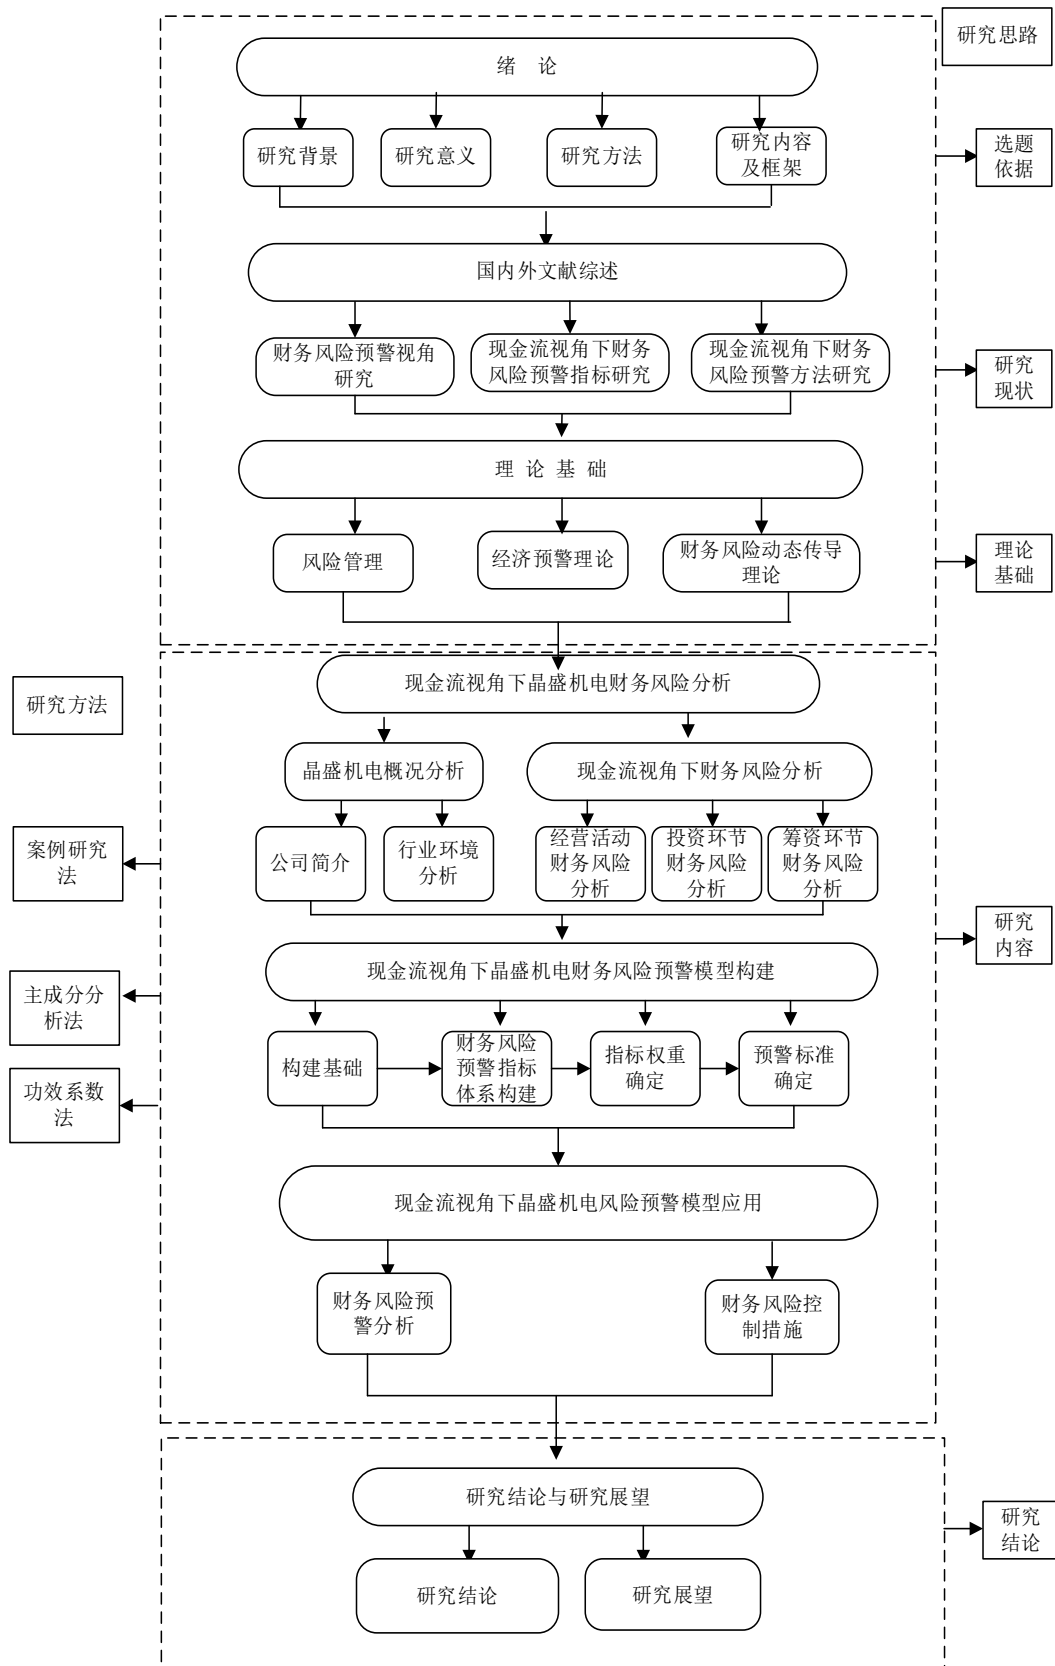 研究思路
绪 论
研究背景
研究意义
研究方法
研究内容
及框架
选题
依据
国内外文献综述
财务风险预警视角
研究
现金流视角下财务
风险预警指标研究
现金流视角下财务
风险预警方法研究
研究
现状
理 论 基 础
风险管理
经济预警理论
财务风险动态传导
理论
理论
基础
现金流视角下晶盛机电财务风险分析
研究方法
晶盛机电概况分析
现金流视角下财务风险分析
案例研究
法
公司简介
行业环境
分析
经营活动
财务风险
分析
投资环节
财务风险
分析
筹资环节
财务风险
分析
研究
内容
现金流视角下晶盛机电财务风险预警模型构建
主成分分
析法
构建基础
财务风险
预警指标
体系构建
指标权重
确定
预警标准
确定
功效系数
法
现金流视角下晶盛机电风险预警模型应用
财务风险预
警分析
财务风险控
制措施
研究结论与研究展望
研究
结论
研究结论
研究展望